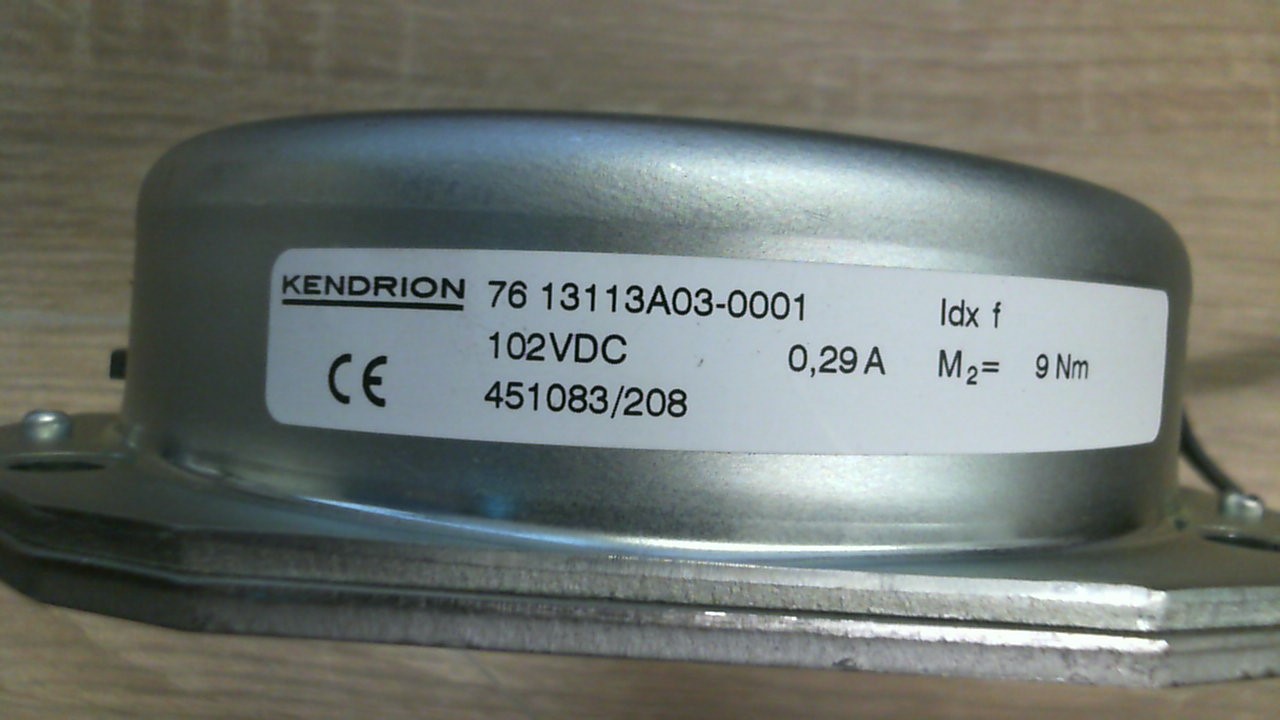 KENDRION 76 13113A03-0001 Idx f
102VDC 0,29 A M2= 9 Nm
CE 451083/208